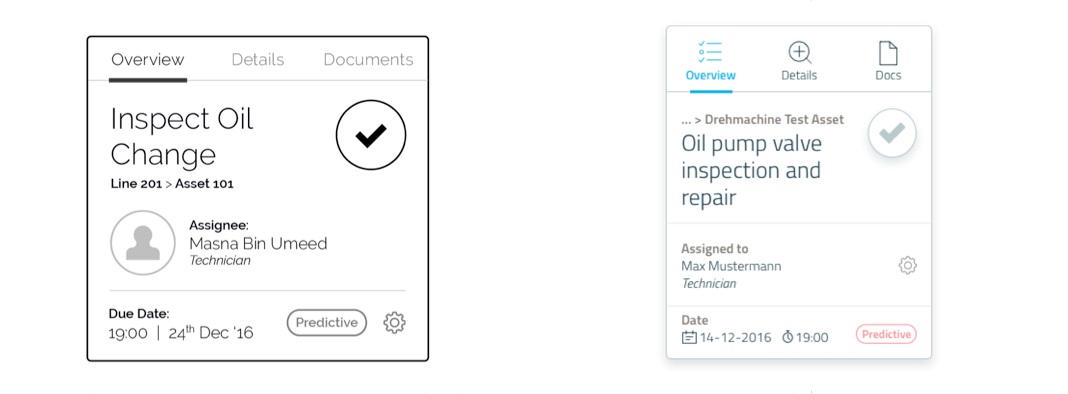 Overview Details Documents
Inspect Oil
Change
Line 201 > Asset 101
Assignee:
Masna Bin Umeed
Technician
Due Date:
19:00 | 24th Dec '16
Predictive
Overview Details Docs
... > Drehmachine Test Asset
Oil pump valve
inspection and
repair
Assigned to
Max Mustermann
Technician
Date
14-12-2016 19:00
Predictive